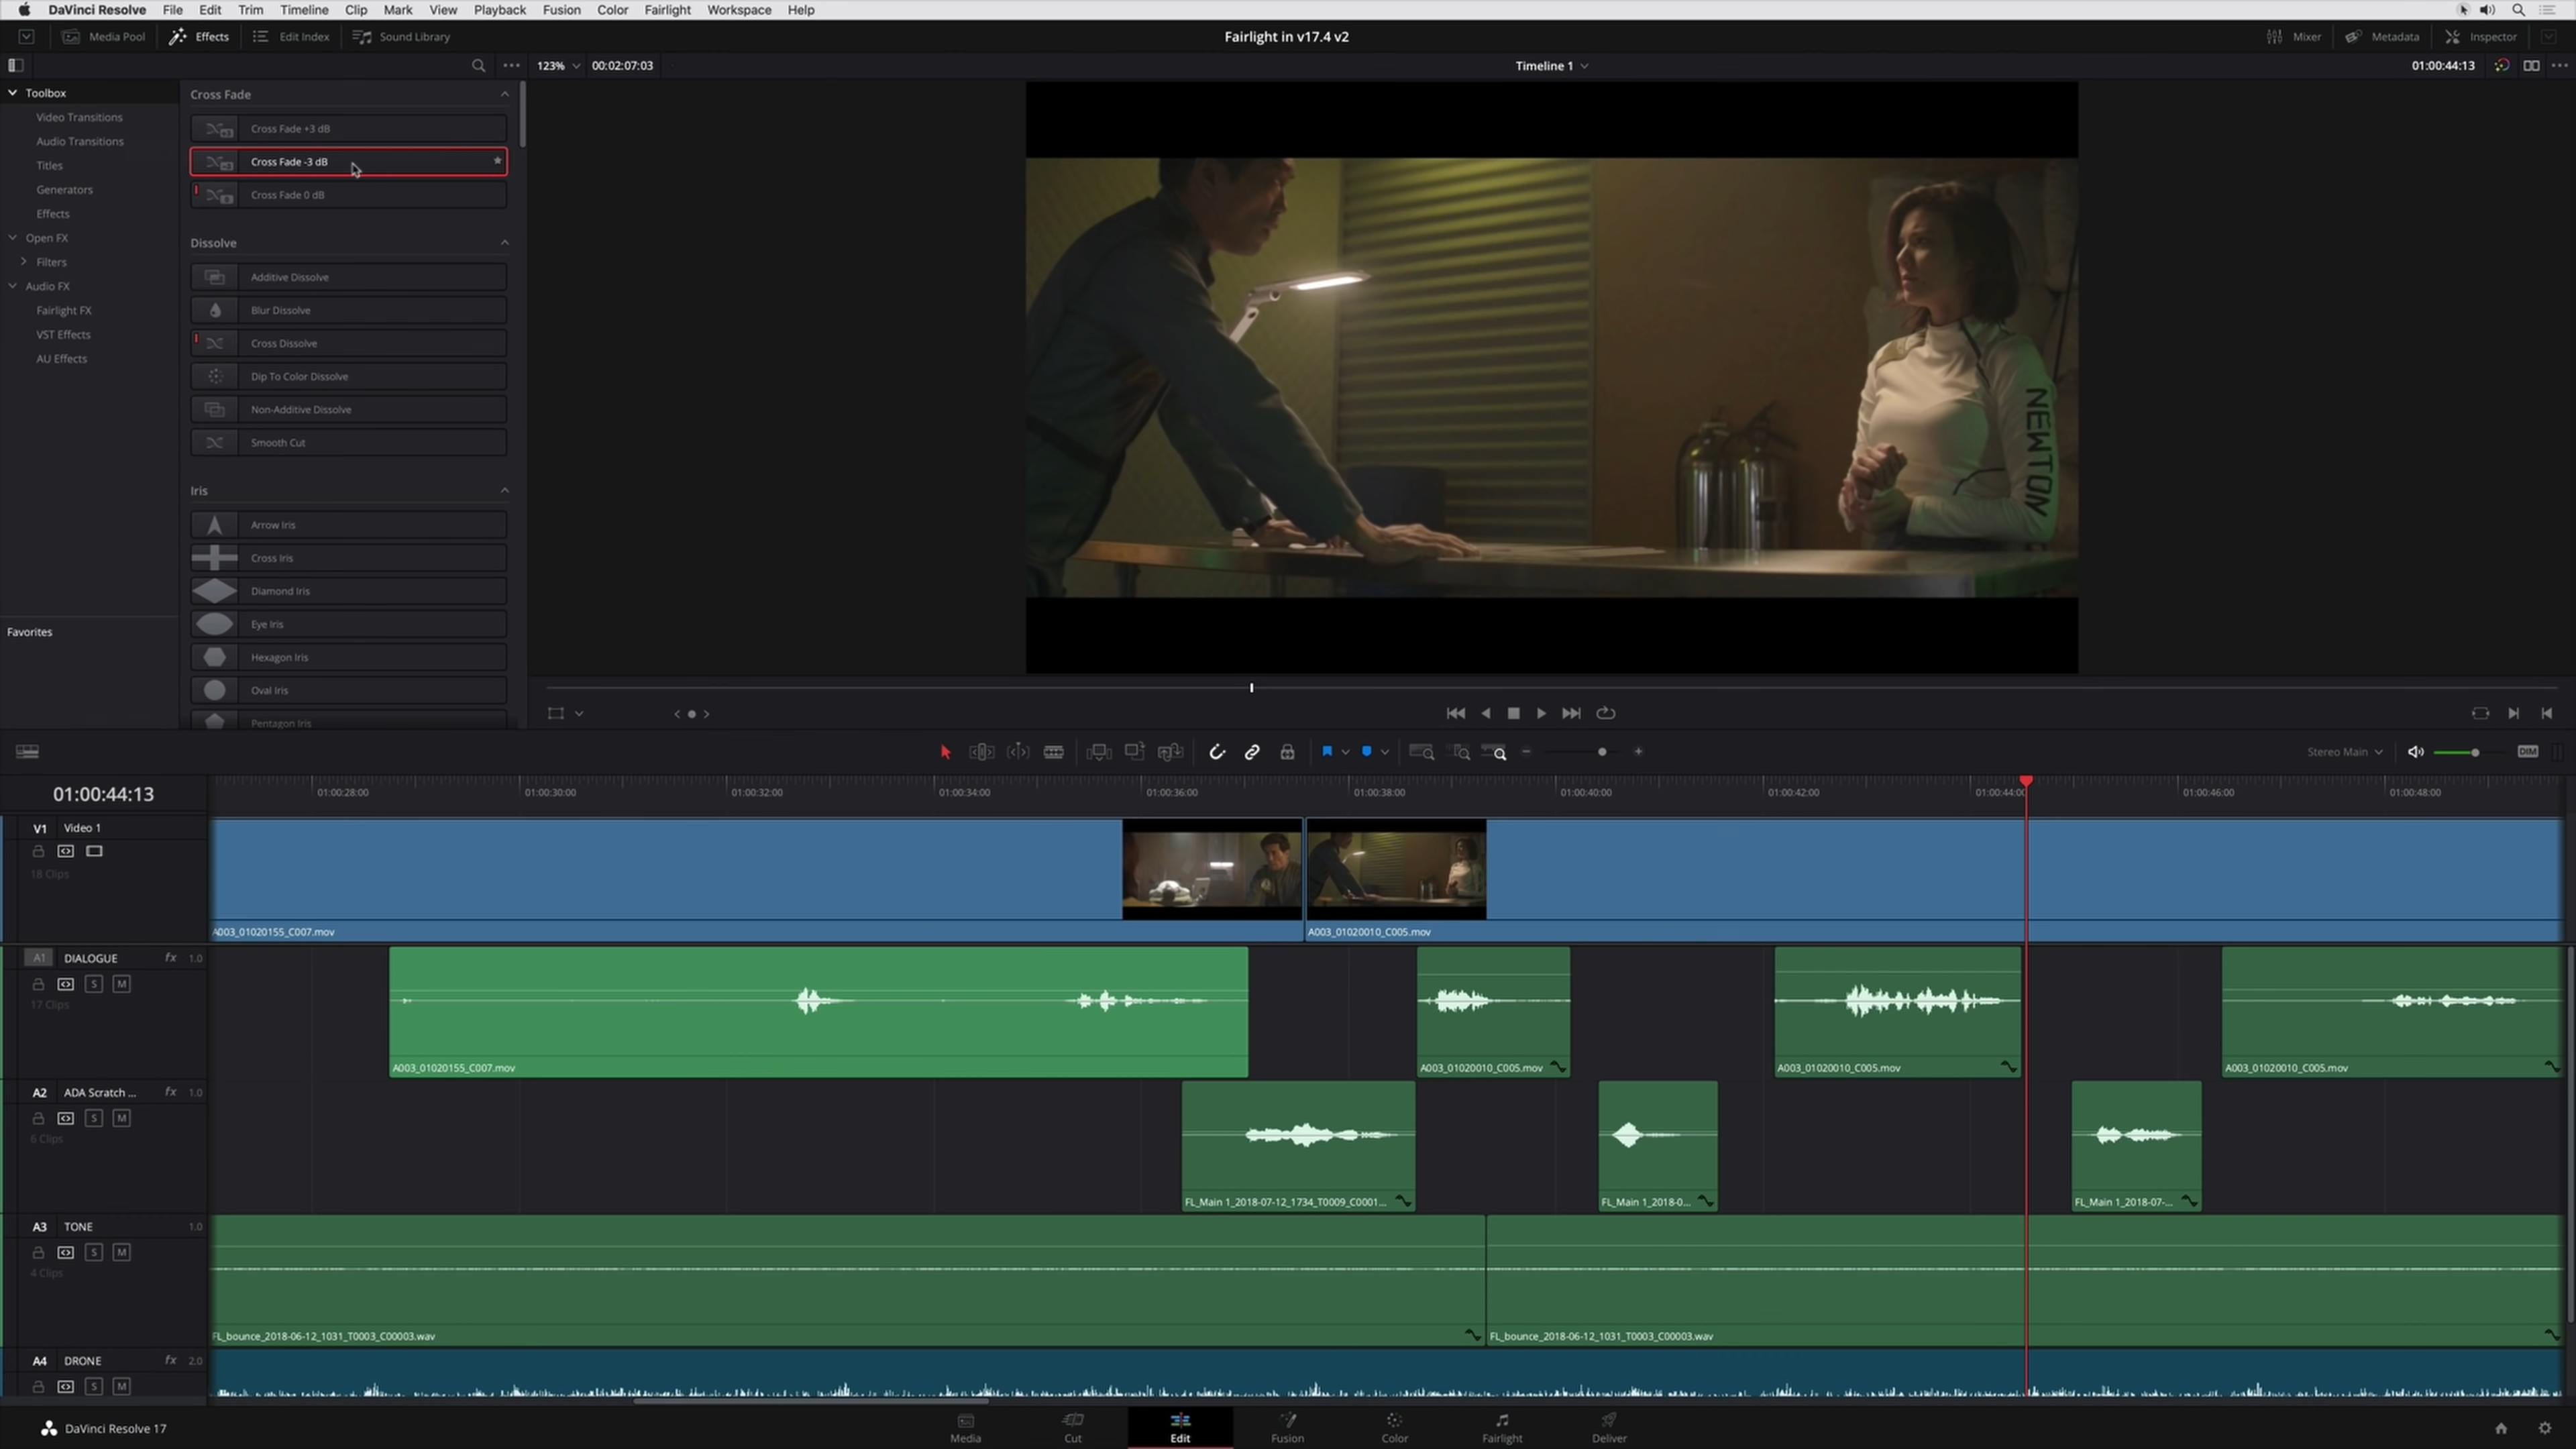 DaVinci Resolve File Edit Trim Timeline Clip Mark View Playback Fusion Color Fairlight Workspace Help
Media Pool Effects Edit Index Sound Library Fairlight in v17.4 v2 Mixer Metadata Inspector
123% 00:02:07:03 Timeline 1 01:00:44:13
Toolbox
Video Transitions
Audio Transitions
Titles
Generators
Effects
Open FX
Filters
Audio FX
Fairlight FX
VST Effects
AU Effects
Favorites
Cross Fade
Cross Fade +3 dB
Cross Fade -3 dB
Cross Fade 0 dB
Dissolve
Additive Dissolve
Blur Dissolve
Cross Dissolve
Dip To Color Dissolve
Non-Additive Dissolve
Smooth Cut
Iris
Arrow Iris
Cross Iris
Diamond Iris
Eye Iris
Hexagon Iris
Oval Iris
Pentagon Iris
NEWTON
Stereo Main DIM
01:00:44:13
01:00:28:00 01:00:30:00 01:00:32:00 01:00:34:00 01:00:36:00 01:00:38:00 01:00:40:00 01:00:42:00 01:00:44:00 01:00:46:00 01:00:48:00
V1 Video 1
18 Clips
A003_01020155_C007.mov A003_01020010_C005.mov
A1 DIALOGUE fx 1.0
S M
17 Clips
A003_01020155_C007.mov A003_01020010_C005.mov A003_01020010_C005.mov A003_01020010_C005.mov
A2 ADA Scratch ... fx 1.0
S M
6 Clips
FL_Main 1_2018-07-12_1734_T0009_C0001... FL_Main 1_2018-0... FL_Main 1_2018-07-...
A3 TONE 1.0
S M
4 Clips
FL_bounce_2018-06-12_1031_T0003_C00003.wav FL_bounce_2018-06-12_1031_T0003_C00003.wav
A4 DRONE fx 2.0
S M
DaVinci Resolve 17 Media Cut Edit Fusion Color Fairlight Deliver